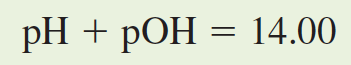 pH + pOH = 14.00